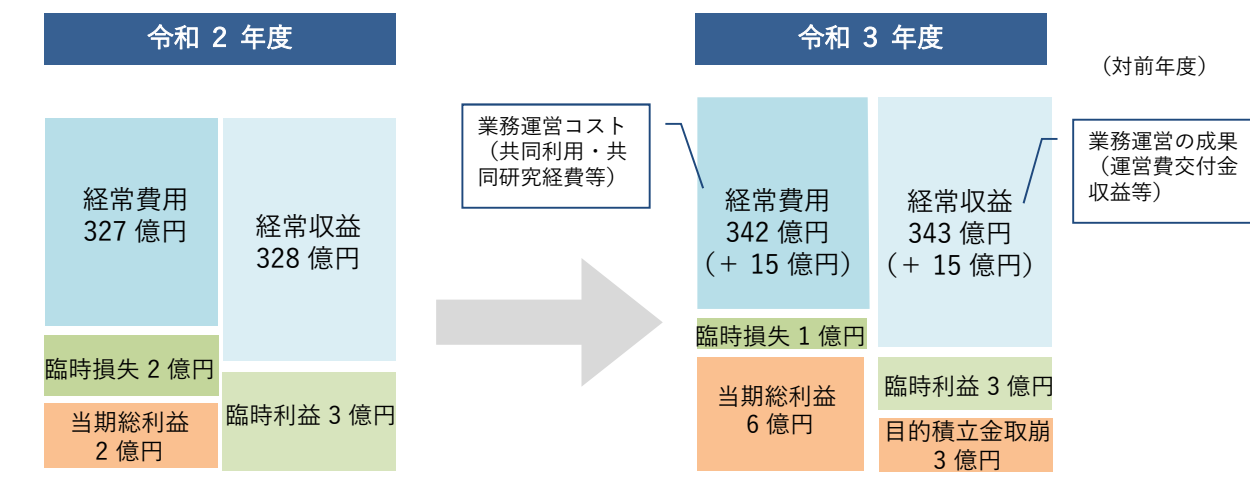 令和 2 年度
経常費用
327 億円
経常収益
328 億円
臨時損失 2 億円
当期総利益
2 億円
臨時利益 3 億円
令和 3 年度
(対前年度)
業務運営コスト
(共同利用・共
同研究経費等)
経常費用
342 億円
(+ 15 億円)
経常収益
343 億円
(+ 15 億円)
業務運営の成果
(運営費交付金
収益等)
臨時損失 1 億円
当期総利益
6 億円
臨時利益 3 億円
目的積立金取崩
3 億円